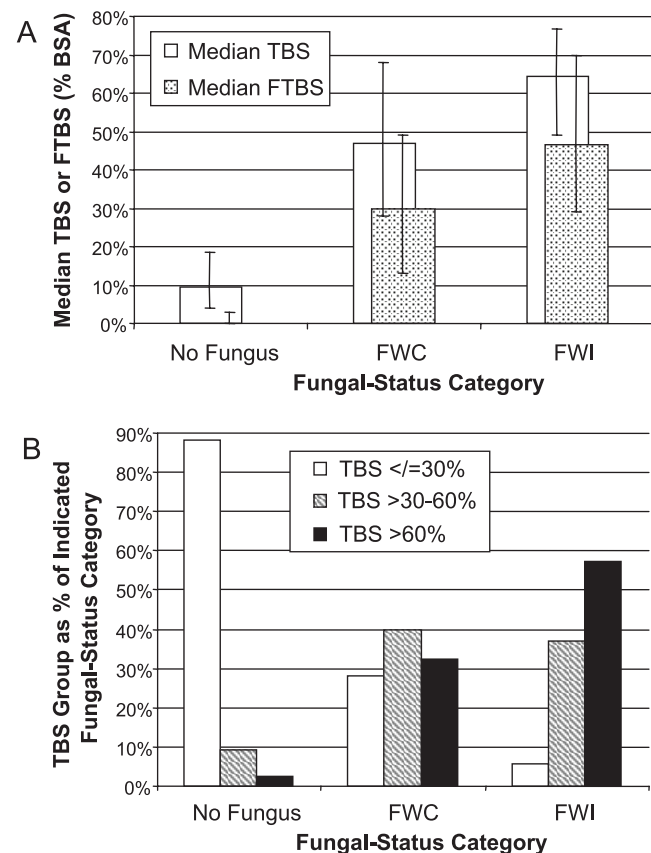 A
Median TBS or FTBS (% BSA)
80%
70%
60%
50%
40%
30%
20%
10%
0%
Median TBS
Median FTBS
No Fungus
FWC
FWI
Fungal-Status Category
B
TBS Group as % of Indicated
Fungal-Status Category
90%
80%
70%
60%
50%
40%
30%
20%
10%
0%
TBS </=30%
TBS >30-60%
TBS >60%
No Fungus
FWC
FWI
Fungal-Status Category